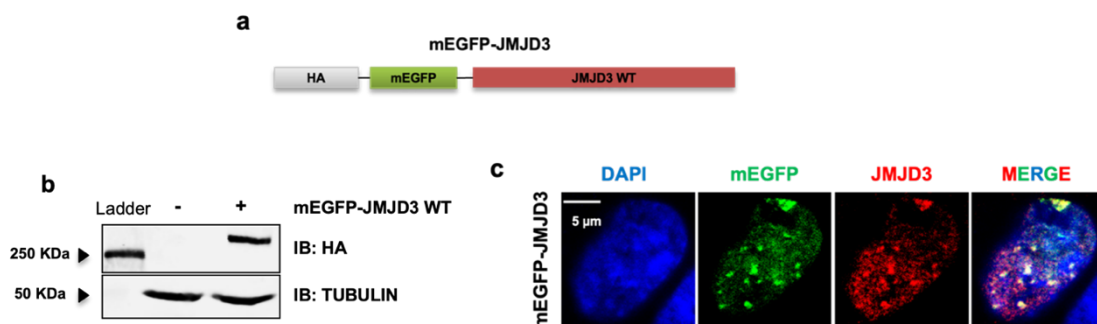 a
mEGFP-JMJD3
HA mEGFP JMJD3 WT
b
Ladder - + mEGFP-JMJD3 WT
250 KDa IB: HA
50 KDa IB: TUBULIN
c
DAPI mEGFP JMJD3 MERGE
mEGFP-JMJD3
5 µm